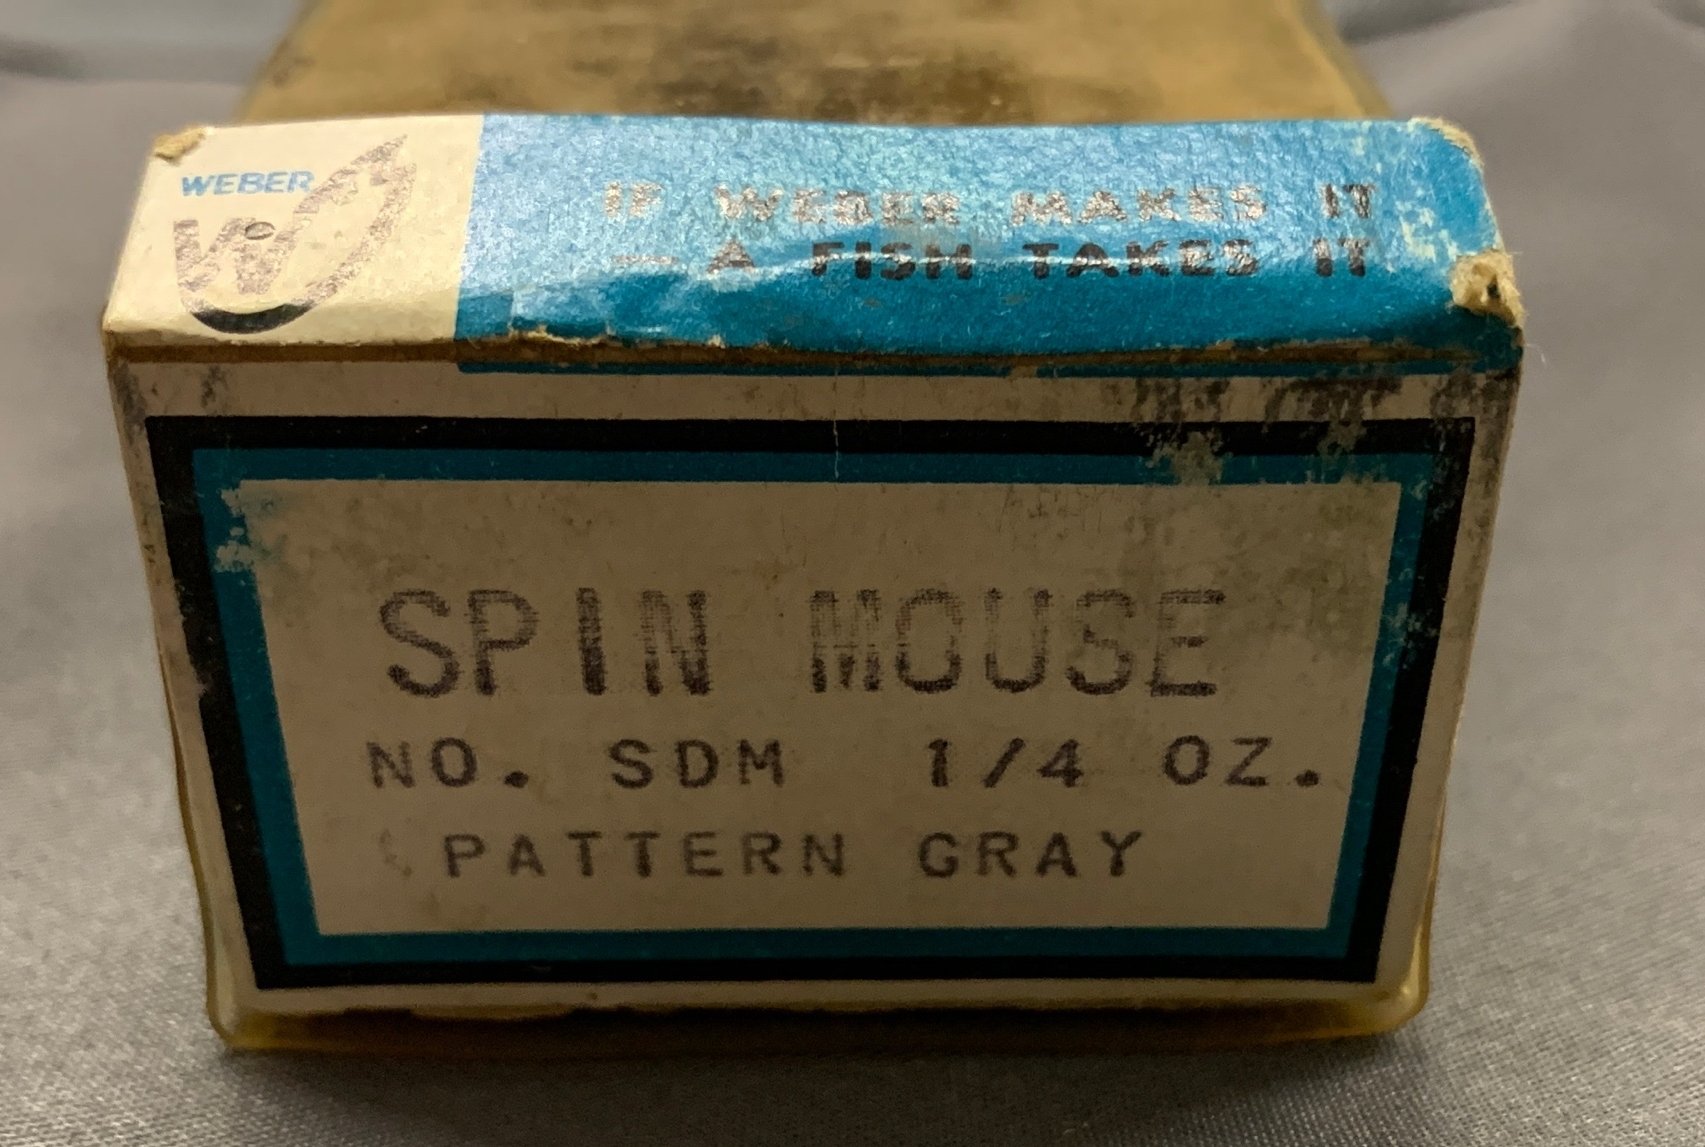 WEBER
W
IF WEBER MAKES IT
— A FISH TAKES IT
SPIN MOUSE
NO. SDM 1/4 OZ.
PATTERN GRAY